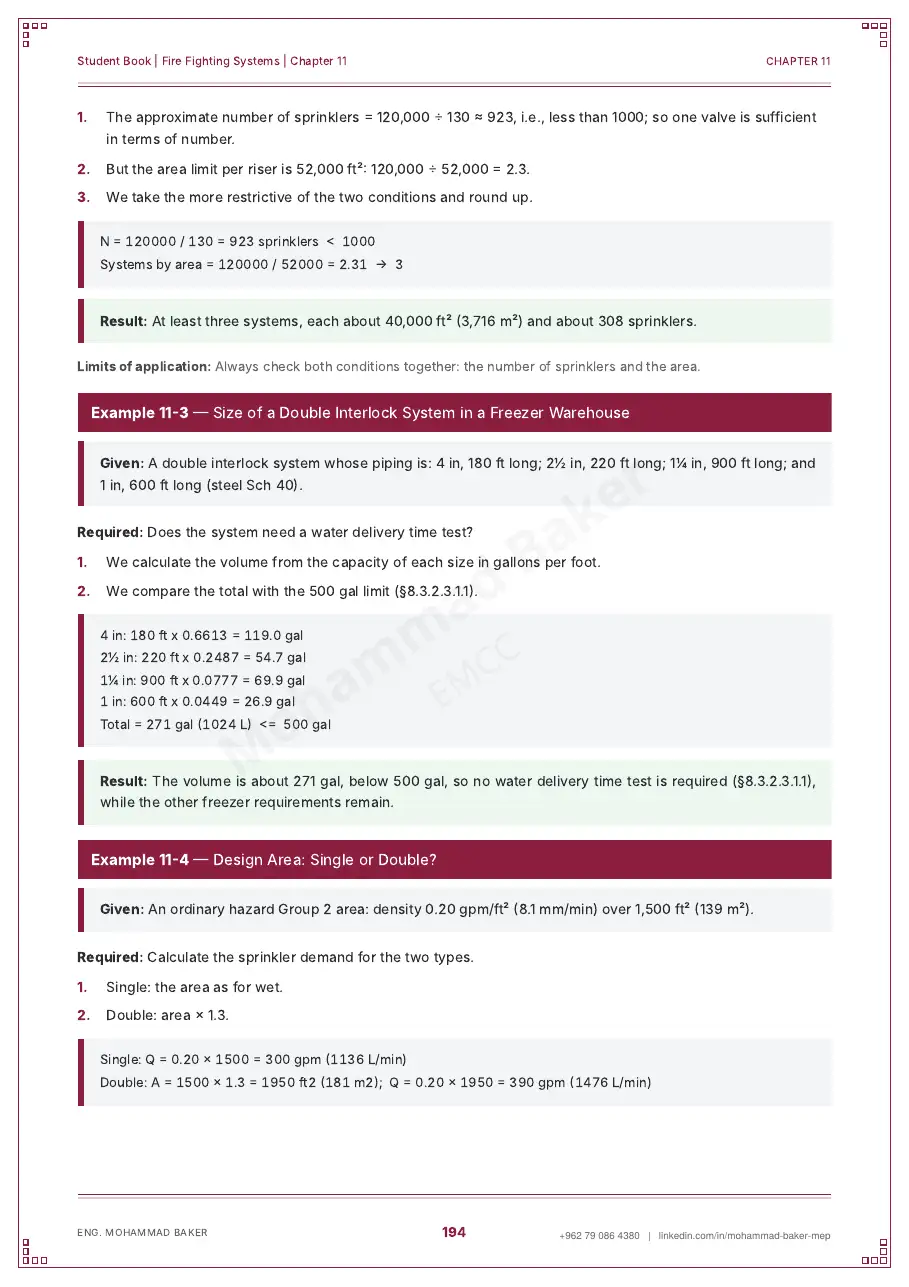 Student Book | Fire Fighting Systems | Chapter 11
CHAPTER 11
1. The approximate number of sprinklers = 120,000 ÷ 130 ≈ 923, i.e., less than 1000; so one valve is sufficient
in terms of number.
2. But the area limit per riser is 52,000 ft²: 120,000 ÷ 52,000 = 2.3.
3. We take the more restrictive of the two conditions and round up.
N = 120000 / 130 = 923 sprinklers < 1000
Systems by area = 120000 / 52000 = 2.31 → 3
Result: At least three systems, each about 40,000 ft² (3,716 m²) and about 308 sprinklers.
Limits of application: Always check both conditions together: the number of sprinklers and the area.
Example 11-3 — Size of a Double Interlock System in a Freezer Warehouse
Given: A double interlock system whose piping is: 4 in, 180 ft long; 2½ in, 220 ft long; 1¼ in, 900 ft long; and
1 in, 600 ft long (steel Sch 40).
Required: Does the system need a water delivery time test?
1. We calculate the volume from the capacity of each size in gallons per foot.
2. We compare the total with the 500 gal limit (§8.3.2.3.1.1).
4 in: 180 ft x 0.6613 = 119.0 gal
2½ in: 220 ft x 0.2487 = 54.7 gal
1¼ in: 900 ft x 0.0777 = 69.9 gal
1 in: 600 ft x 0.0449 = 26.9 gal
Total = 271 gal (1024 L) <= 500 gal
Mohammad Baker
EMCC
Result: The volume is about 271 gal, below 500 gal, so no water delivery time test is required (§8.3.2.3.1.1),
while the other freezer requirements remain.
Example 11-4 — Design Area: Single or Double?
Given: An ordinary hazard Group 2 area: density 0.20 gpm/ft² (8.1 mm/min) over 1,500 ft² (139 m²).
Required: Calculate the sprinkler demand for the two types.
1. Single: the area as for wet.
2. Double: area × 1.3.
Single: Q = 0.20 × 1500 = 300 gpm (1136 L/min)
Double: A = 1500 × 1.3 = 1950 ft2 (181 m2); Q = 0.20 × 1950 = 390 gpm (1476 L/min)
ENG. MOHAMMAD BAKER
194
+962 79 086 4380 | linkedin.com/in/mohammad-baker-mep